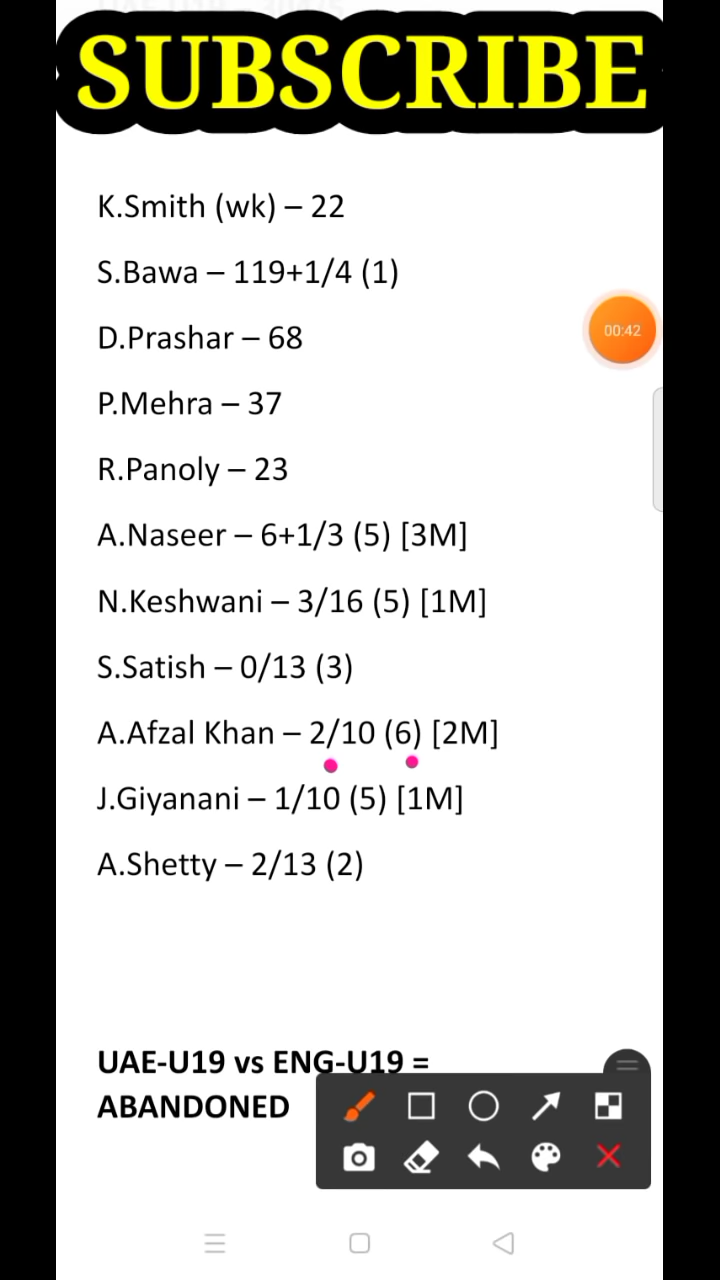 SUBSCRIBE
K.Smith (wk) – 22
S.Bawa – 119+1/4 (1)
00:42
D.Prashar – 68
P.Mehra – 37
R.Panoly – 23
A.Naseer – 6+1/3 (5) [3M]
N.Keshwani – 3/16 (5) [1M]
S.Satish – 0/13 (3)
A.Afzal Khan – 2/10 (6) [2M]
J.Giyanani – 1/10 (5) [1M]
A.Shetty – 2/13 (2)
UAE-U19 vs ENG-U19 =
ABANDONED